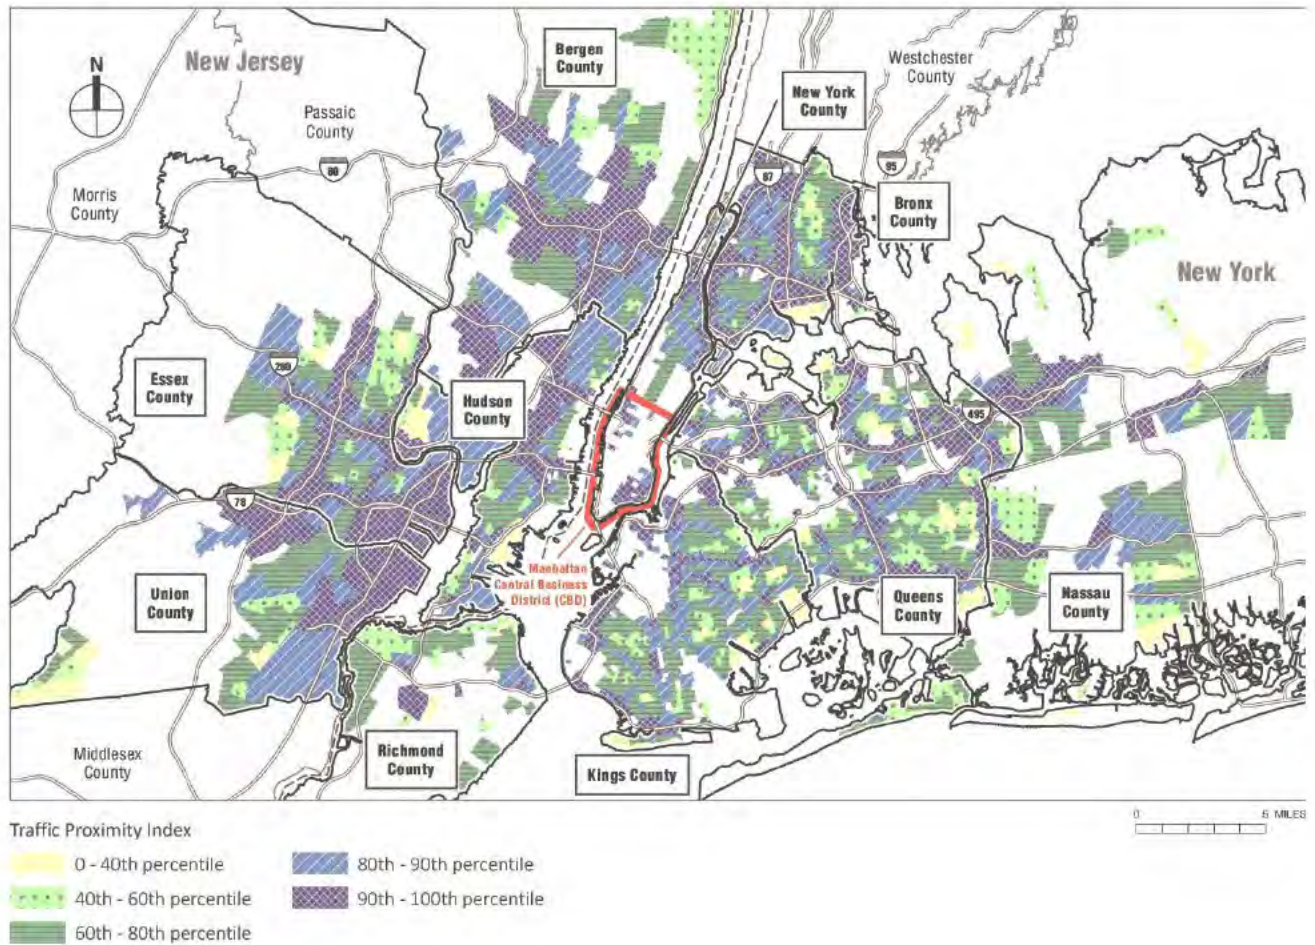 New Jersey
N
Passaic
County
Bergen
County
Westchester
County
New York
County
80
95
87
Morris
County
Bronx
County
New York
280
Essex
County
Hudson
County
495
78
Manhattan
Central Business
District (CBD)
Union
County
Queens
County
Nassau
County
Middlesex
County
Richmond
County
Kings County
0 5 MILES
Traffic Proximity Index
0 - 40th percentile
40th - 60th percentile
60th - 80th percentile
80th - 90th percentile
90th - 100th percentile